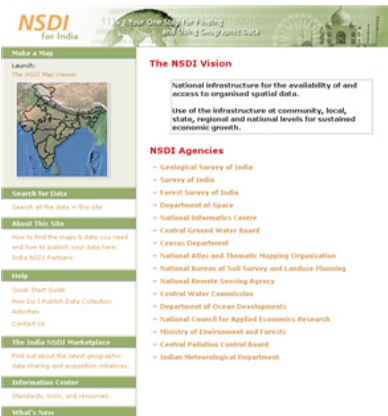 NSDI
for India
Your One Stop for Finding
and Using Geographic Data
Make a Map
Launch:
The NSDI Map Viewer
Search for Data
Search all the data in this site
About This Site
How to find the maps & data you need
and how to publish your data here.
India NSDI Partners
Help
Quick Start Guide
How Do I Publish Data Collection
Activities
Contact Us
The India NSDI Marketplace
Find out about the latest geographic
data sharing and acquisition initiatives.
Information Center
Standards, tools, and resources.
What's New
The NSDI Vision
National infrastructure for the availability of and
access to organised spatial data.
Use of the infrastructure at community, local,
state, regional and national levels for sustained
economic growth.
NSDI Agencies
→ Geological Survey of India
→ Survey of India
→ Forest Survey of India
→ Department of Space
→ National Informatics Centre
→ Central Ground Water Board
→ Census Department
→ National Atlas and Thematic Mapping Organization
→ National Bureau of Soil Survey and Landuse Planning
→ National Remote Sensing Agency
→ Central Water Commission
→ Department of Ocean Developments
→ National Council for Applied Economics Research
→ Ministry of Environment and Forests
→ Central Pollution Control Board
→ Indian Meteorological Department